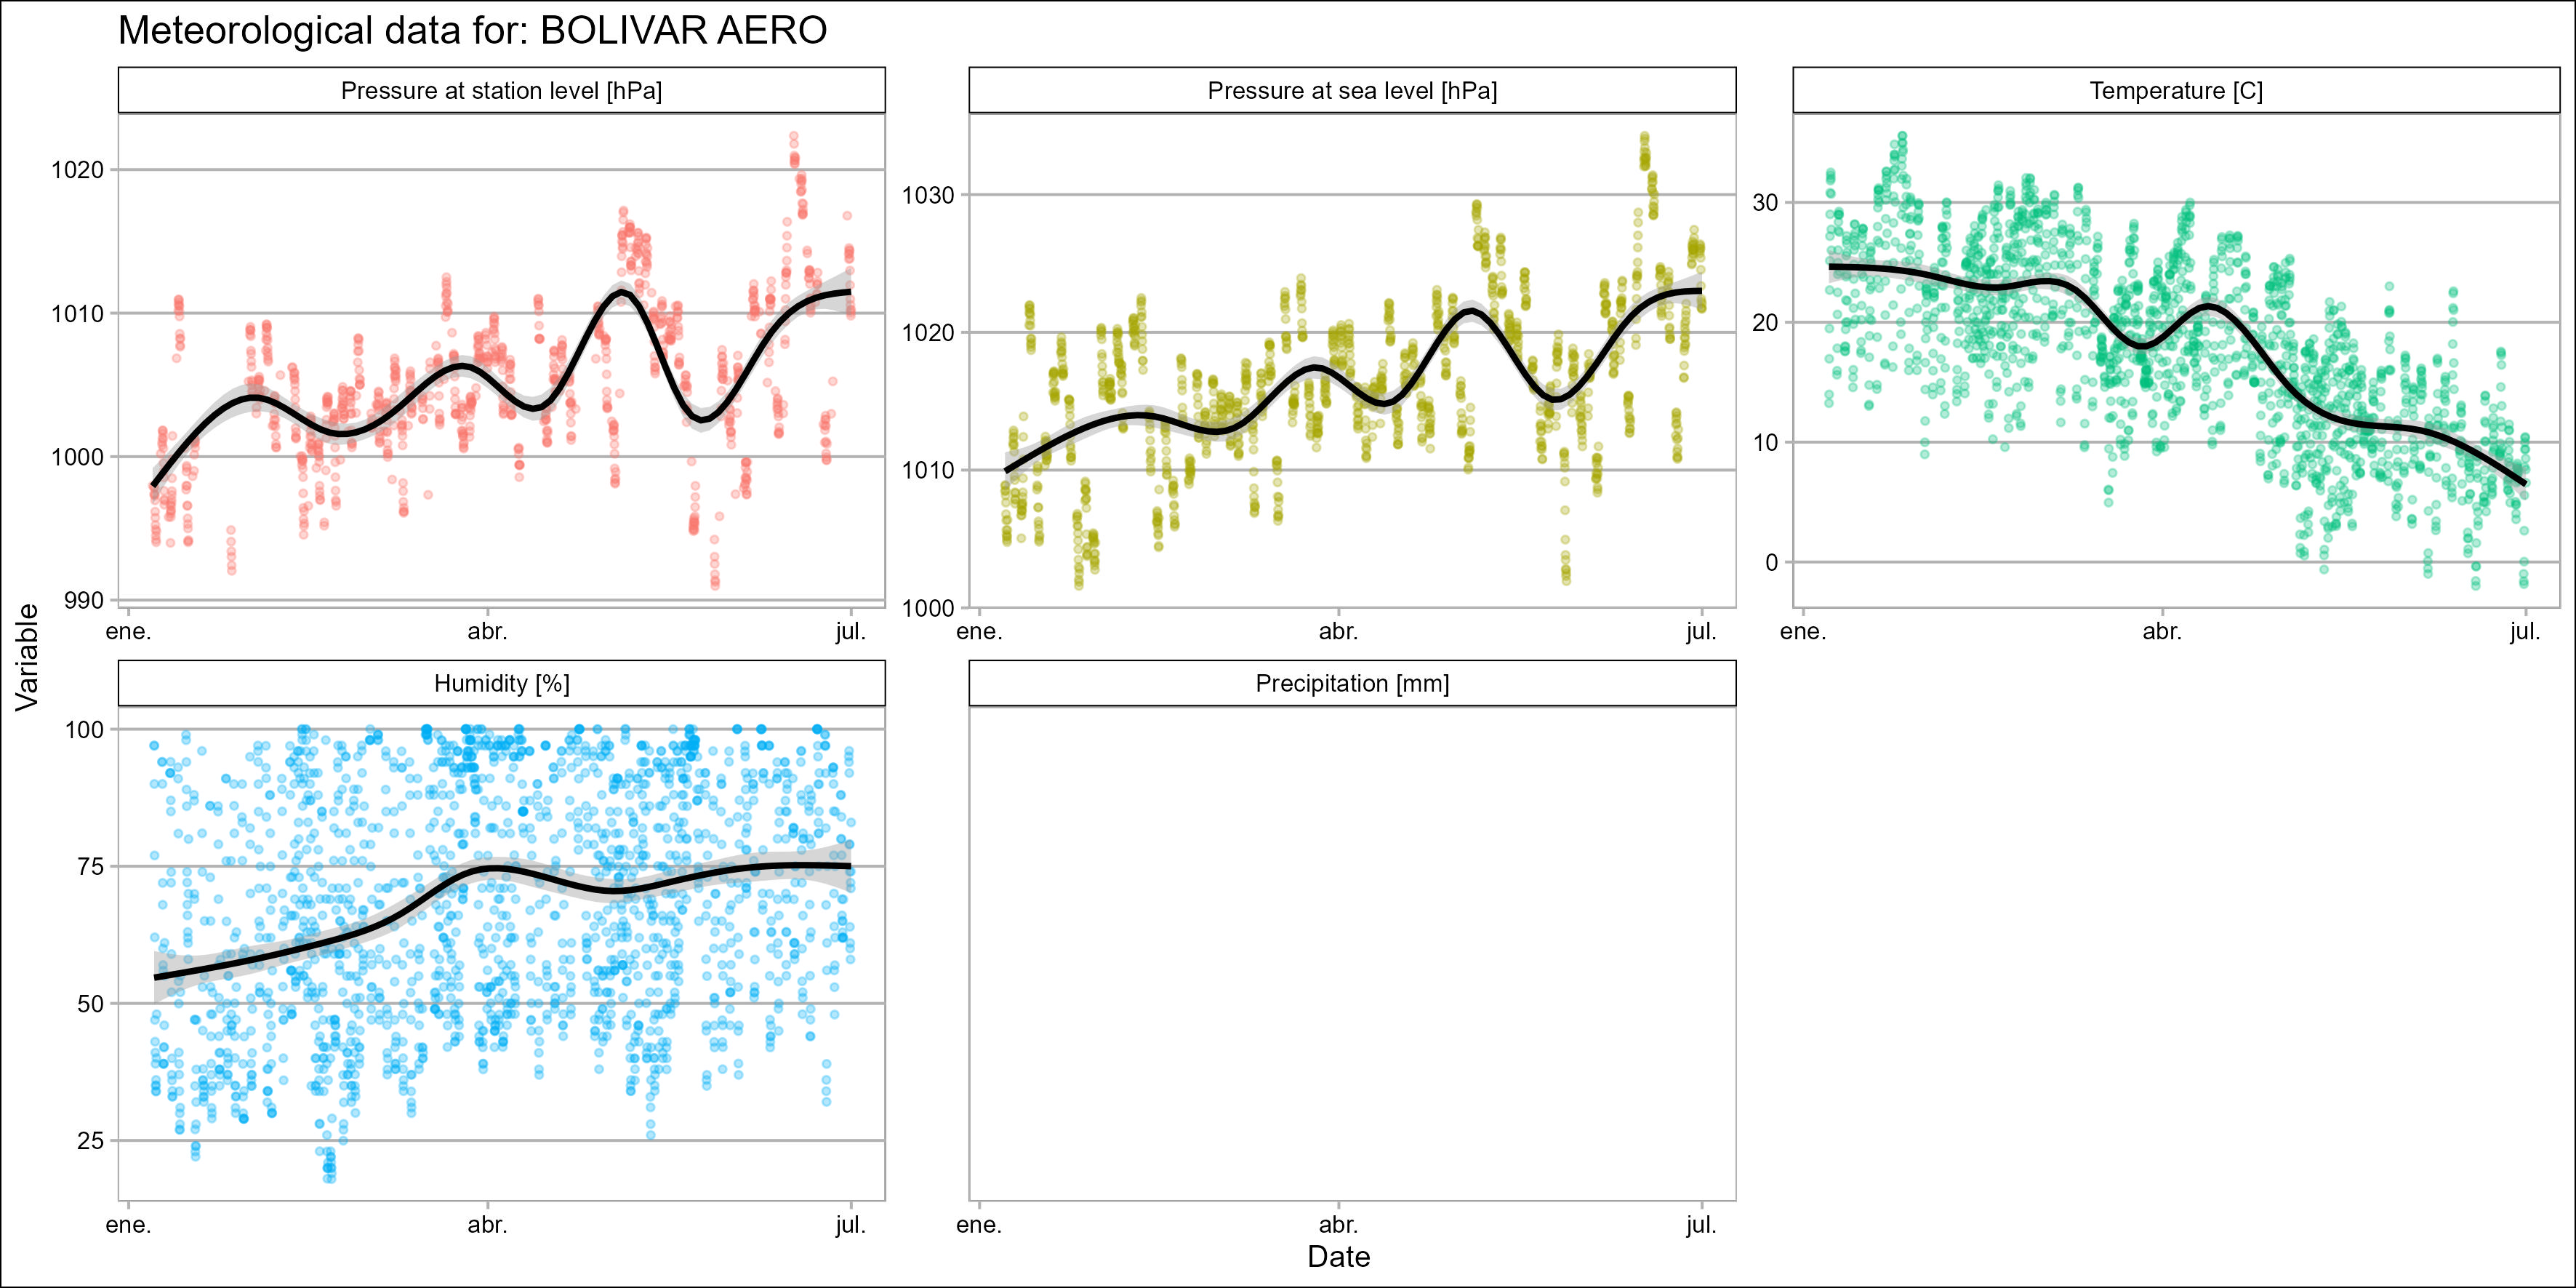 Meteorological data for: BOLIVAR AERO
Pressure at station level [hPa]
Pressure at sea level [hPa]
Temperature [C]
1020
1010
1000
990
1030
1020
1010
1000
30
20
10
0
ene.
abr.
jul.
ene.
abr.
jul.
ene.
abr.
jul.
Variable
Humidity [%]
Precipitation [mm]
100
75
50
25
ene.
abr.
jul.
ene.
abr.
jul.
Date